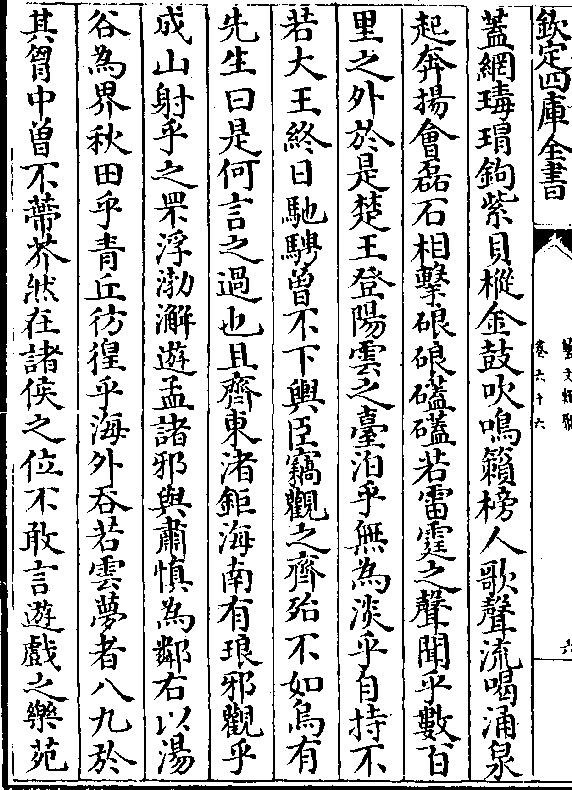 欽定四庫全書
藝文類聚
卷六十六
六
蓋網瑇瑁鉤紫貝樅金鼓吹鳴籟榜人歌聲流喝涌泉
起奔揚會磊石相擊硠硠礚礚若雷霆之聲聞乎數百
里之外於是楚王登陽雲之臺泊乎無為淡乎自持不
若大王終日馳騁曾不下輿臣竊觀之齊殆不如烏有
先生曰是何言之過也且齊東渚鉅海南有琅邪觀乎
成山射乎之罘浮渤澥遊孟諸邪與肅慎為鄰右以湯
谷為界秋田乎青丘彷徨乎海外吞若雲夢者八九於
其胷中曾不蔕芥然在諸侯之位不敢言遊戲之樂苑